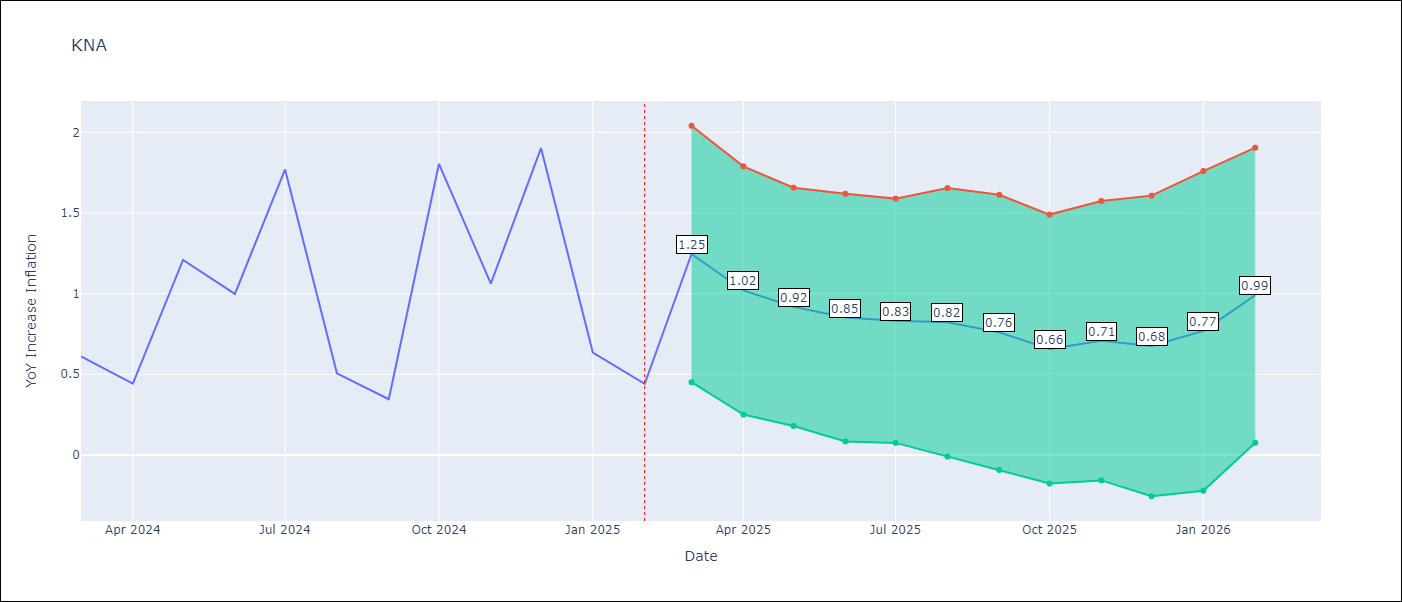 KNA
YoY Increase Inflation
2
1.5
1
0.5
0
1.25
1.02
0.92
0.85
0.83
0.82
0.76
0.66
0.71
0.68
0.77
0.99
Apr 2024
Jul 2024
Oct 2024
Jan 2025
Apr 2025
Jul 2025
Oct 2025
Jan 2026
Date